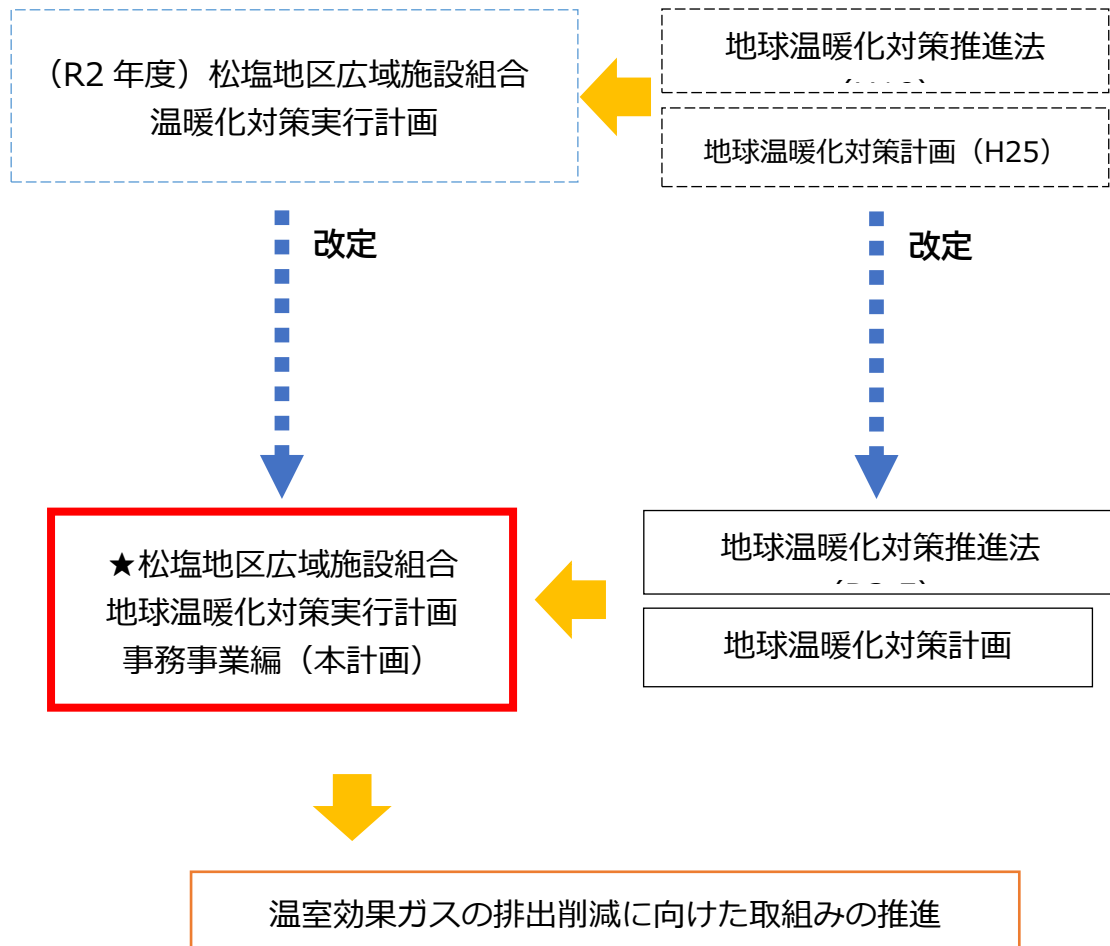 （R2 年度）松塩地区広域施設組合
温暖化対策実行計画
地球温暖化対策推進法
地球温暖化対策計画（H25）
改定
改定
★松塩地区広域施設組合
地球温暖化対策実行計画
事務事業編（本計画）
地球温暖化対策推進法
地球温暖化対策計画
温室効果ガスの排出削減に向けた取組みの推進